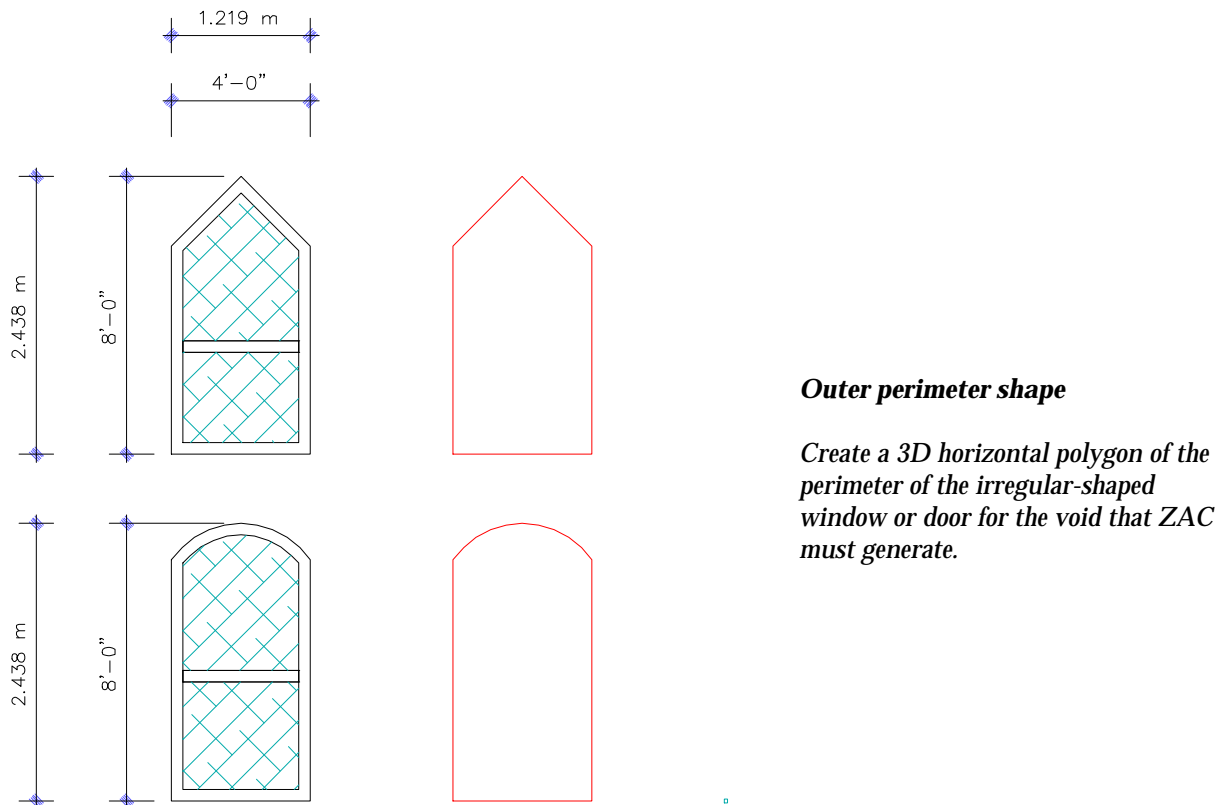 1.219 m
4'-0"
2.438 m
8'-0"
Outer perimeter shape
Create a 3D horizontal polygon of the
perimeter of the irregular-shaped
window or door for the void that ZAC
must generate.
2.438 m
8'-0"